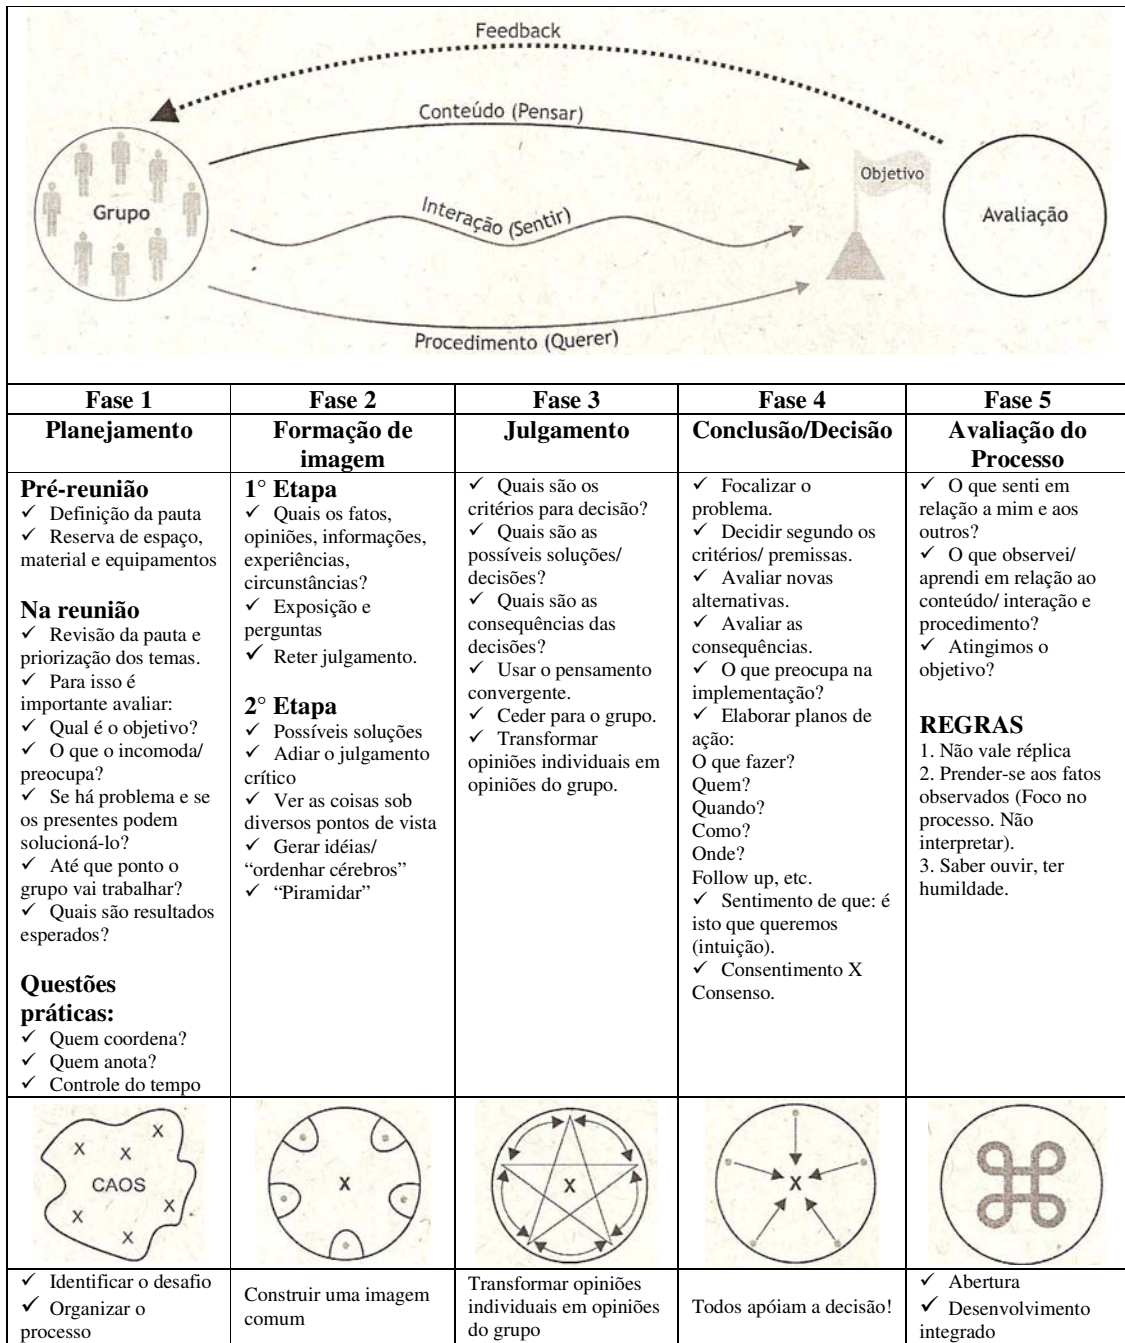 Feedback
Conteúdo (Pensar)
Objetivo
Grupo
Interação (Sentir)
Avaliação
Procedimento (Querer)
Fase 1
Fase 2
Fase 3
Fase 4
Fase 5
Planejamento
Formação de
imagem
Julgamento
Conclusão/Decisão
Avaliação do
Processo
Pré-reunião
✓ Definição da pauta
✓ Reserva de espaço,
material e equipamentos
Na reunião
✓ Revisão da pauta e
priorização dos temas.
✓ Para isso é
importante avaliar:
✓ Qual é o objetivo?
✓ O que o incomoda/
preocupa?
✓ Se há problema e se
os presentes podem
solucioná-lo?
✓ Até que ponto o
grupo vai trabalhar?
✓ Quais são resultados
esperados?
Questões
práticas:
✓ Quem coordena?
✓ Quem anota?
✓ Controle do tempo
1° Etapa
✓ Quais os fatos,
opiniões, informações,
experiências,
circunstâncias?
✓ Exposição e
perguntas
✓ Reter julgamento.
2° Etapa
✓ Possíveis soluções
✓ Adiar o julgamento
crítico
✓ Ver as coisas sob
diversos pontos de vista
✓ Gerar idéias/
“ordenhar cérebros”
✓ “Piramidar”
✓ Quais são os
critérios para decisão?
✓ Quais são as
possíveis soluções/
decisões?
✓ Quais são as
consequências das
decisões?
✓ Usar o pensamento
convergente.
✓ Ceder para o grupo.
✓ Transformar
opiniões individuais em
opiniões do grupo.
✓ Focalizar o
problema.
✓ Decidir segundo os
critérios/ premissas.
✓ Avaliar novas
alternativas.
✓ Avaliar as
consequências.
✓ O que preocupa na
implementação?
✓ Elaborar planos de
ação:
O que fazer?
Quem?
Quando?
Como?
Onde?
Follow up, etc.
✓ Sentimento de que: é
isto que queremos
(intuição).
✓ Consentimento X
Consenso.
✓ O que senti em
relação a mim e aos
outros?
✓ O que observei/
aprendi em relação ao
conteúdo/ interação e
procedimento?
✓ Atingimos o
objetivo?
REGRAS
1. Não vale réplica
2. Prender-se aos fatos
observados (Foco no
processo. Não
interpretar).
3. Saber ouvir, ter
humildade.
X
X X
CAOS
X X
X
X
X
X
✓ Identificar o desafio
✓ Organizar o
processo
Construir uma imagem
comum
Transformar opiniões
individuais em opiniões
do grupo
Todos apóiam a decisão!
✓ Abertura
✓ Desenvolvimento
integrado